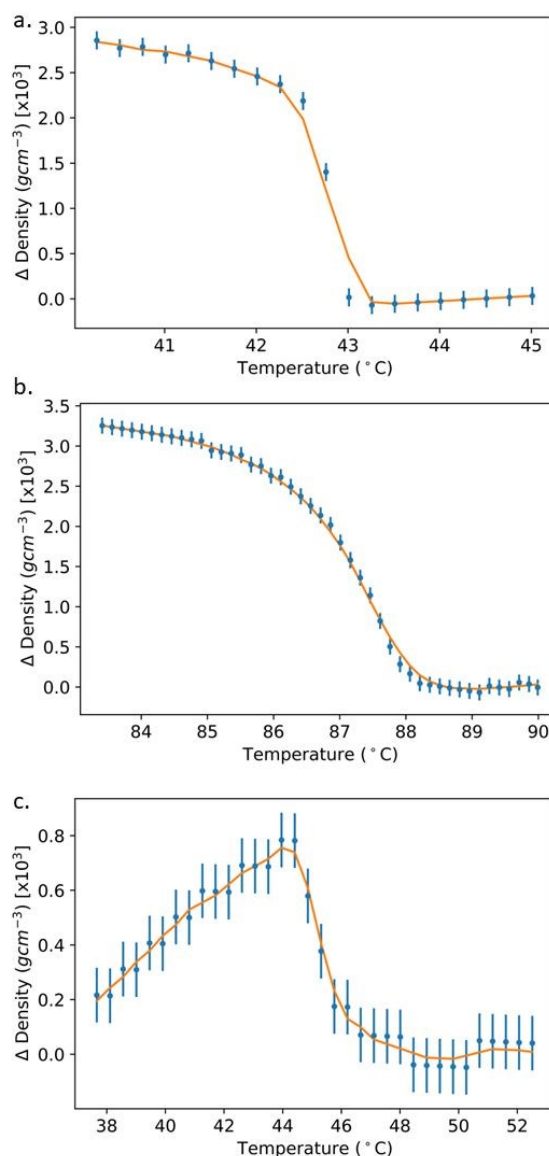 a.
Δ Density (gcm⁻³) [x10³]
3.0
2.5
2.0
1.5
1.0
0.5
0.0
41 42 43 44 45
Temperature (°C)
b.
Δ Density (gcm⁻³) [x10³]
3.5
3.0
2.5
2.0
1.5
1.0
0.5
0.0
84 85 86 87 88 89 90
Temperature (°C)
c.
Δ Density (gcm⁻³) [x10³]
0.8
0.6
0.4
0.2
0.0
38 40 42 44 46 48 50 52
Temperature (°C)